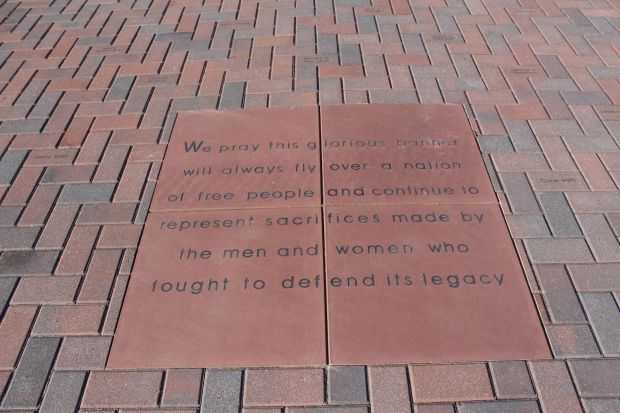 We pray this glorious banner
will always fly over a nation
of free people and continue to
represent sacrifices made by
the men and women who
fought to defend its legacy